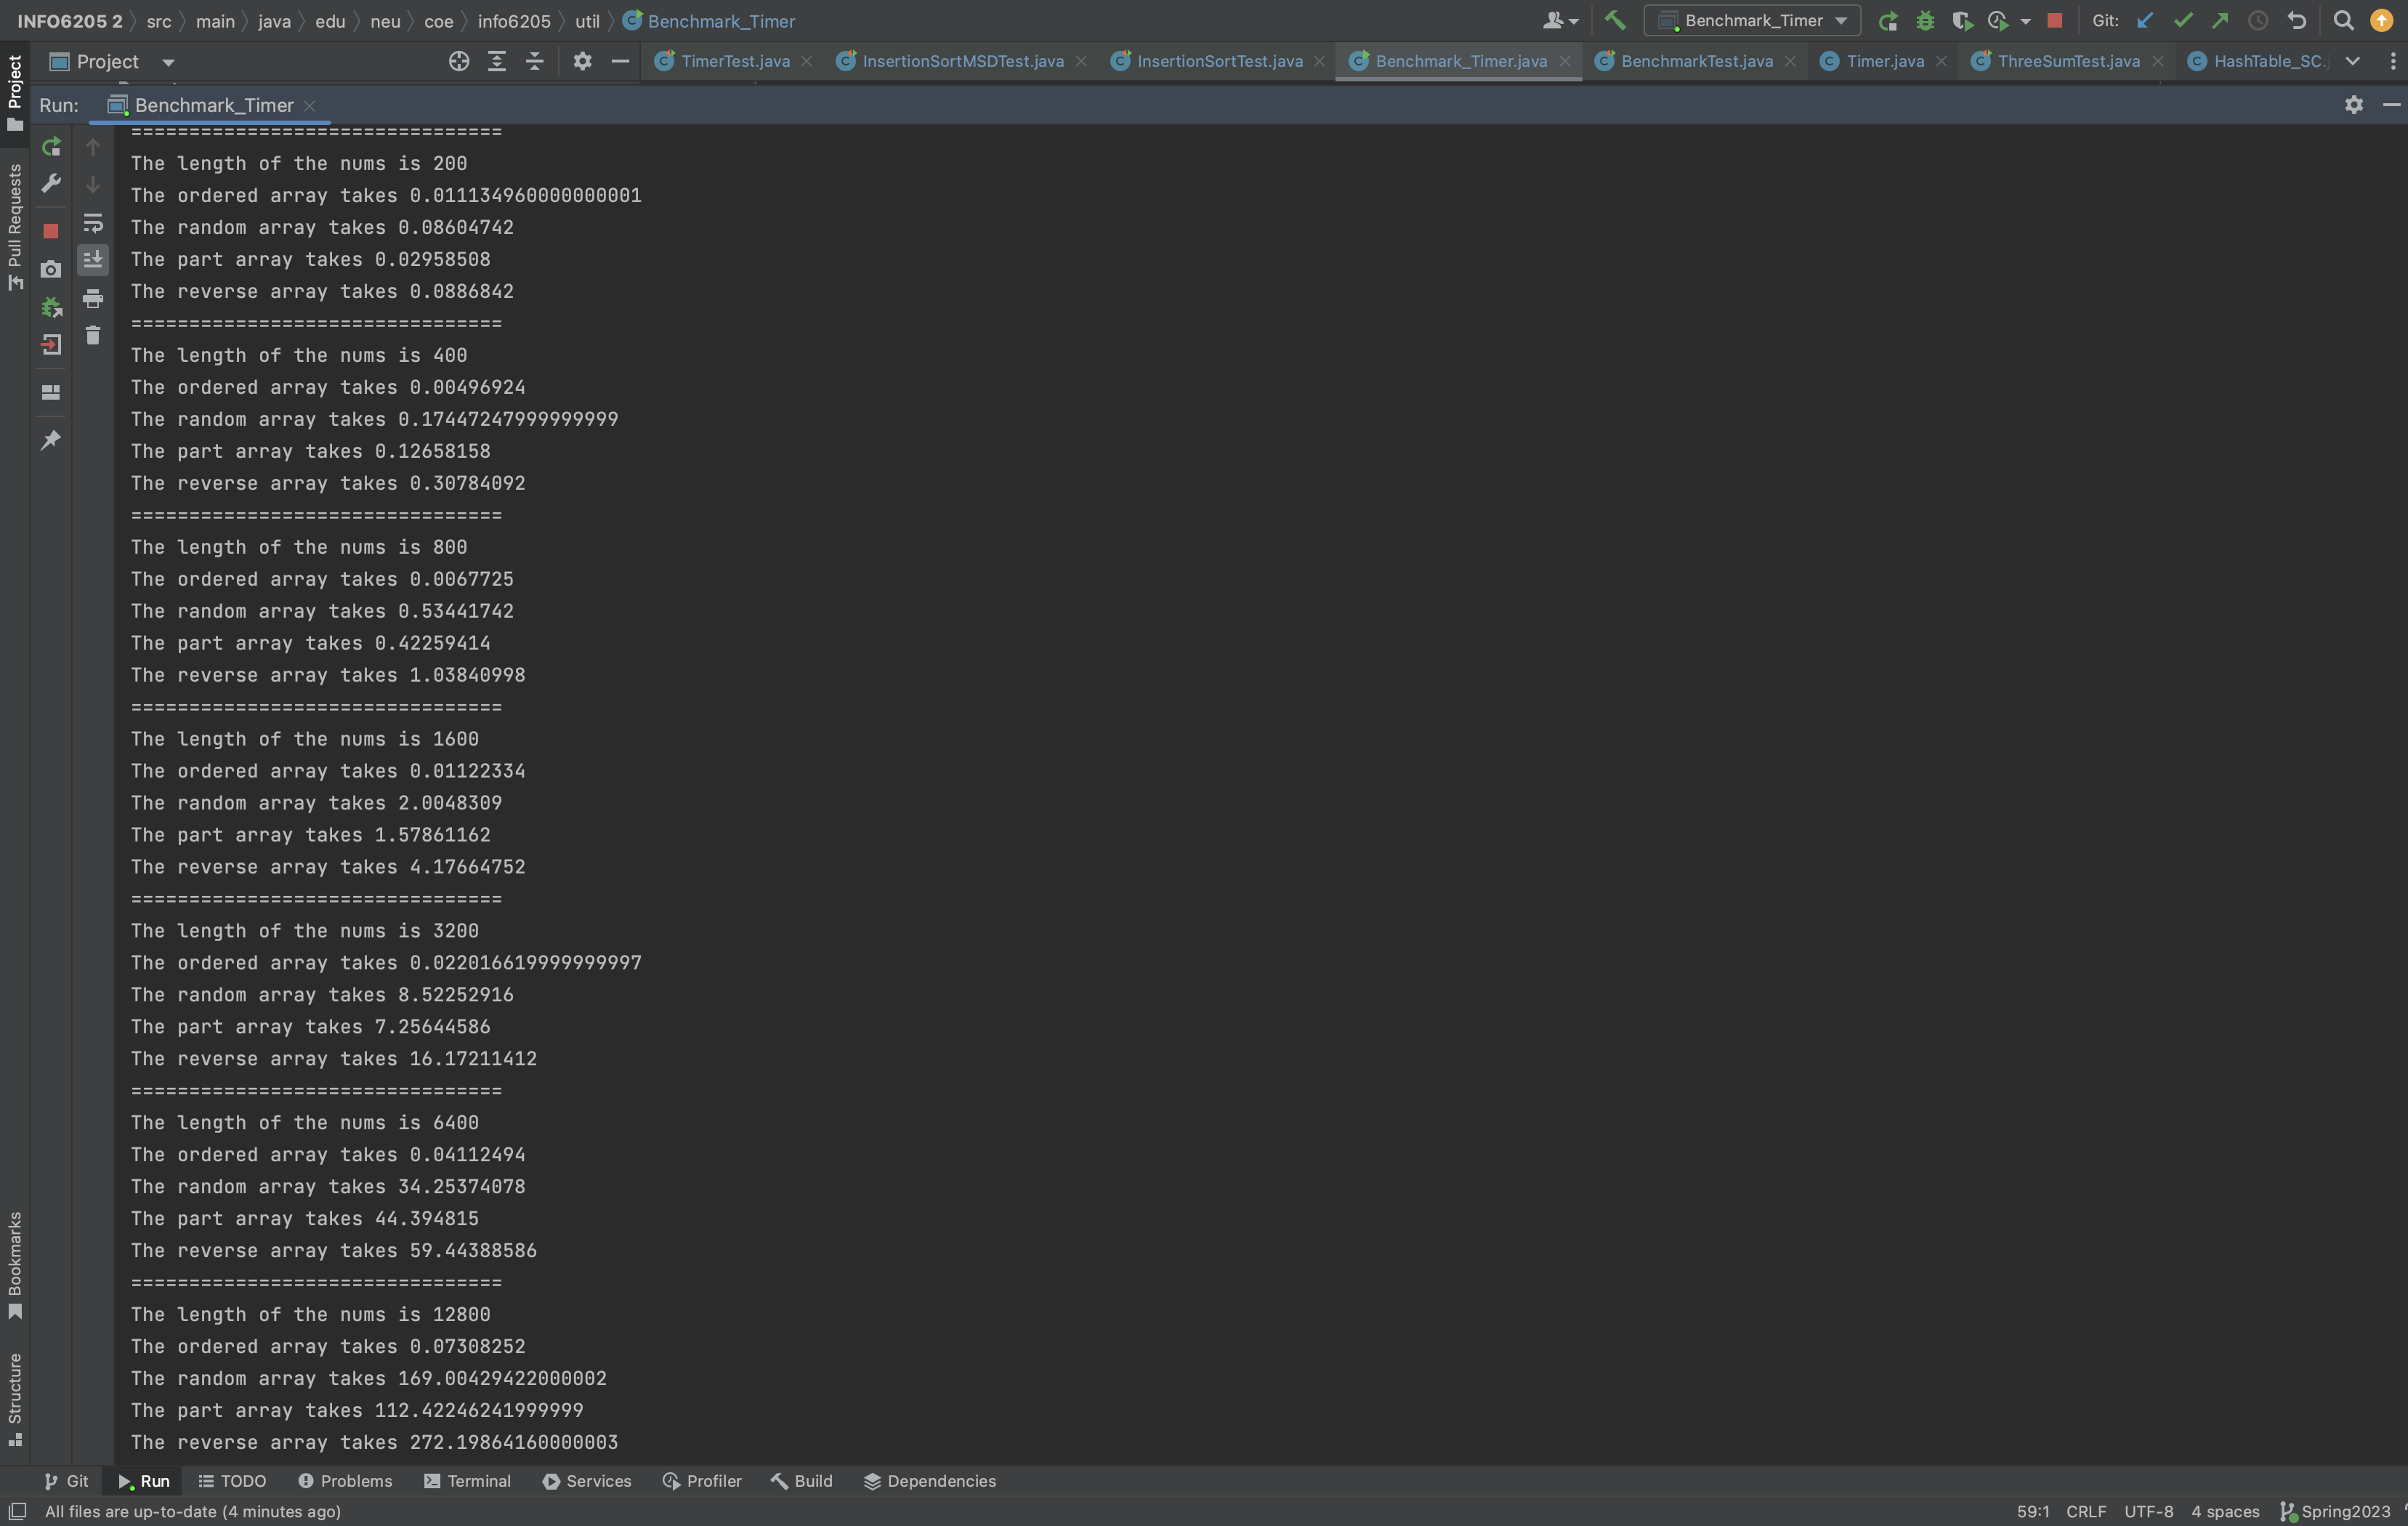 INFO6205 2 src main java edu neu coe info6205 util Benchmark_Timer Benchmark_Timer Git:
Project TimerTest.java InsertionSortMSDTest.java InsertionSortTest.java Benchmark_Timer.java BenchmarkTest.java Timer.java ThreeSumTest.java HashTable_SC.
Run: Benchmark_Timer
Project
Pull Requests
Bookmarks
Structure
================================
The length of the nums is 200
The ordered array takes 0.011134960000000001
The random array takes 0.08604742
The part array takes 0.02958508
The reverse array takes 0.0886842
================================
The length of the nums is 400
The ordered array takes 0.00496924
The random array takes 0.17447247999999999
The part array takes 0.12658158
The reverse array takes 0.30784092
================================
The length of the nums is 800
The ordered array takes 0.0067725
The random array takes 0.53441742
The part array takes 0.42259414
The reverse array takes 1.03840998
================================
The length of the nums is 1600
The ordered array takes 0.01122334
The random array takes 2.0048309
The part array takes 1.57861162
The reverse array takes 4.17664752
================================
The length of the nums is 3200
The ordered array takes 0.022016619999999997
The random array takes 8.52252916
The part array takes 7.25644586
The reverse array takes 16.17211412
================================
The length of the nums is 6400
The ordered array takes 0.04112494
The random array takes 34.25374078
The part array takes 44.394815
The reverse array takes 59.44388586
================================
The length of the nums is 12800
The ordered array takes 0.07308252
The random array takes 169.00429422000002
The part array takes 112.42246241999999
The reverse array takes 272.19864160000003
Git Run TODO Problems Terminal Services Profiler Build Dependencies
All files are up-to-date (4 minutes ago) 59:1 CRLF UTF-8 4 spaces Spring2023